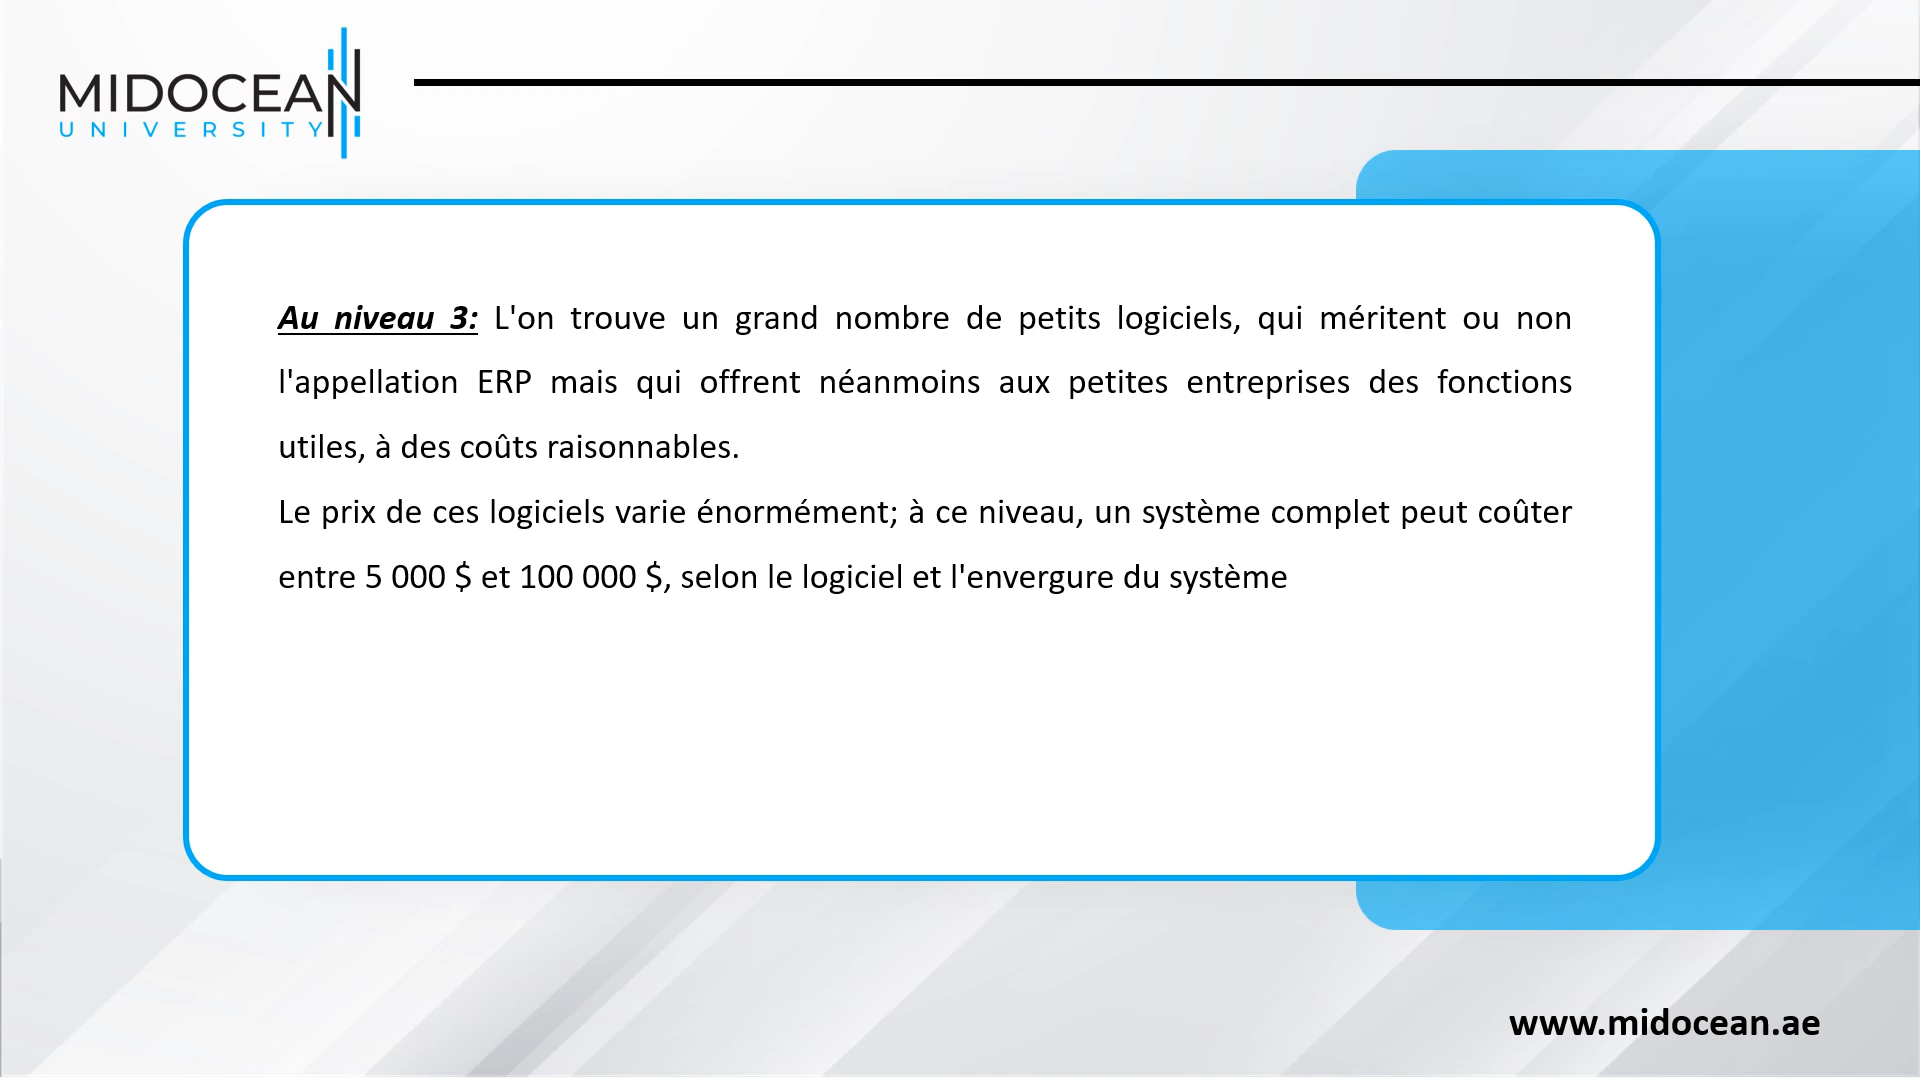 MIDOCEAN
UNIVERSITY
Au niveau 3: L'on trouve un grand nombre de petits logiciels, qui méritent ou non
l'appellation ERP mais qui offrent néanmoins aux petites entreprises des fonctions
utiles, à des coûts raisonnables.
Le prix de ces logiciels varie énormément; à ce niveau, un système complet peut coûter
entre 5 000 $ et 100 000 $, selon le logiciel et l'envergure du système
www.midocean.ae